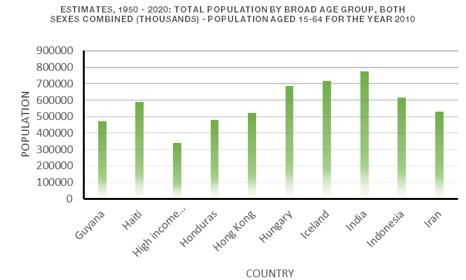 ESTIMATES, 1950 - 2020: TOTAL POPULATION BY BROAD AGE GROUP, BOTH
SEXES COMBINED (THOUSANDS) - POPULATION AGED 15-64 FOR THE YEAR 2010
POPULATION
900000
800000
700000
600000
500000
400000
300000
200000
100000
0
Guyana
Haiti
High income...
Honduras
Hong Kong
Hungary
Iceland
India
Indonesia
Iran
COUNTRY